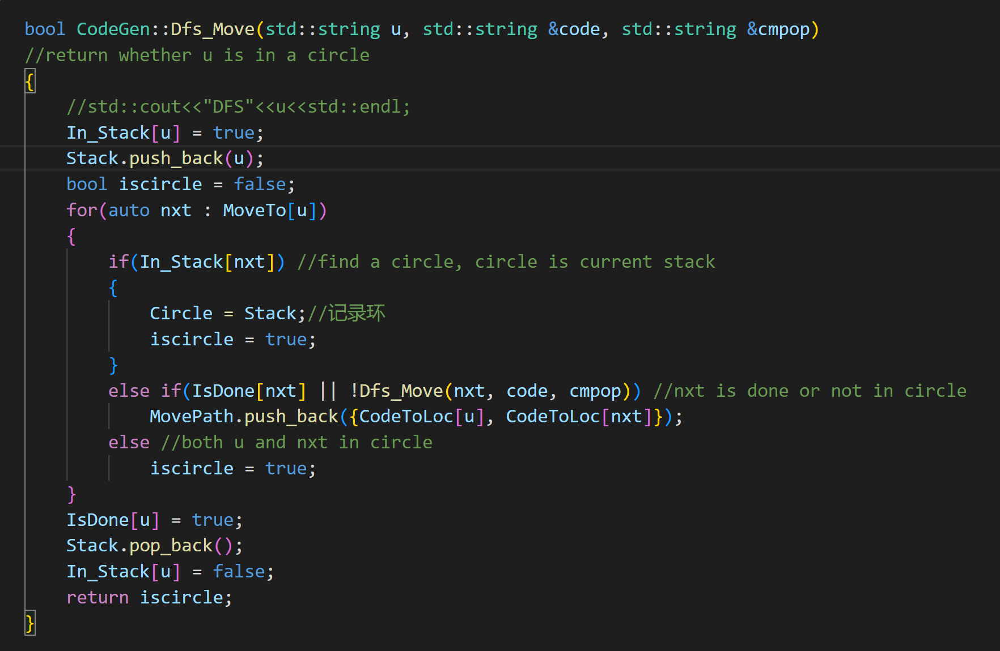 bool CodeGen::Dfs_Move(std::string u, std::string &code, std::string &cmpop)
//return whether u is in a circle
{
    //std::cout<<"DFS"<<u<<std::endl;
    In_Stack[u] = true;
    Stack.push_back(u);
    bool iscircle = false;
    for(auto nxt : MoveTo[u])
    {
        if(In_Stack[nxt]) //find a circle, circle is current stack
        {
            Circle = Stack;//记录环
            iscircle = true;
        }
        else if(IsDone[nxt] || !Dfs_Move(nxt, code, cmpop)) //nxt is done or not in circle
            MovePath.push_back({CodeToLoc[u], CodeToLoc[nxt]});
        else //both u and nxt in circle
            iscircle = true;
    }
    IsDone[u] = true;
    Stack.pop_back();
    In_Stack[u] = false;
    return iscircle;
}